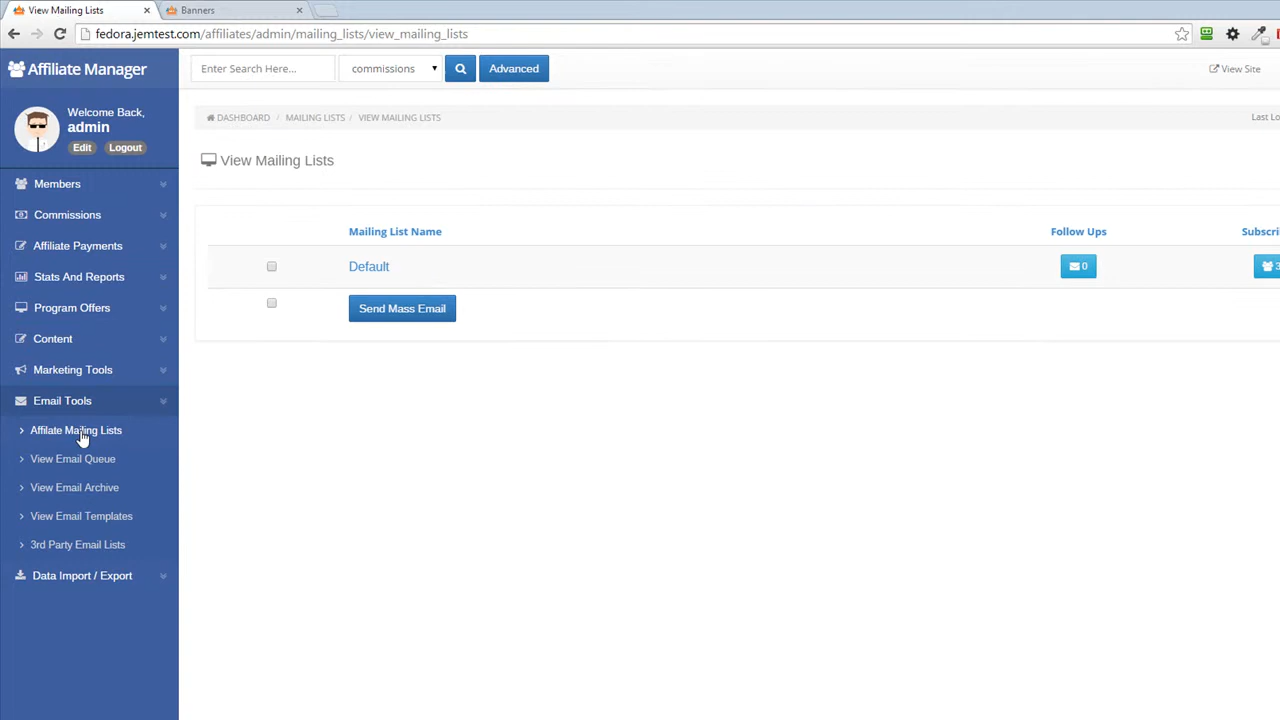 View Mailing Lists
Banners
fedora.jemtest.com/affiliates/admin/mailing_lists/view_mailing_lists
Affiliate Manager
Enter Search Here...
commissions
Advanced
View Site
Welcome Back,
admin
Edit
Logout
DASHBOARD / MAILING LISTS / VIEW MAILING LISTS
Last Lo
View Mailing Lists
Members
Commissions
Affiliate Payments
Stats And Reports
Program Offers
Content
Marketing Tools
Email Tools
Affilate Mailing Lists
View Email Queue
View Email Archive
View Email Templates
3rd Party Email Lists
Data Import / Export
Mailing List Name
Follow Ups
Subscri
Default
0
3
Send Mass Email